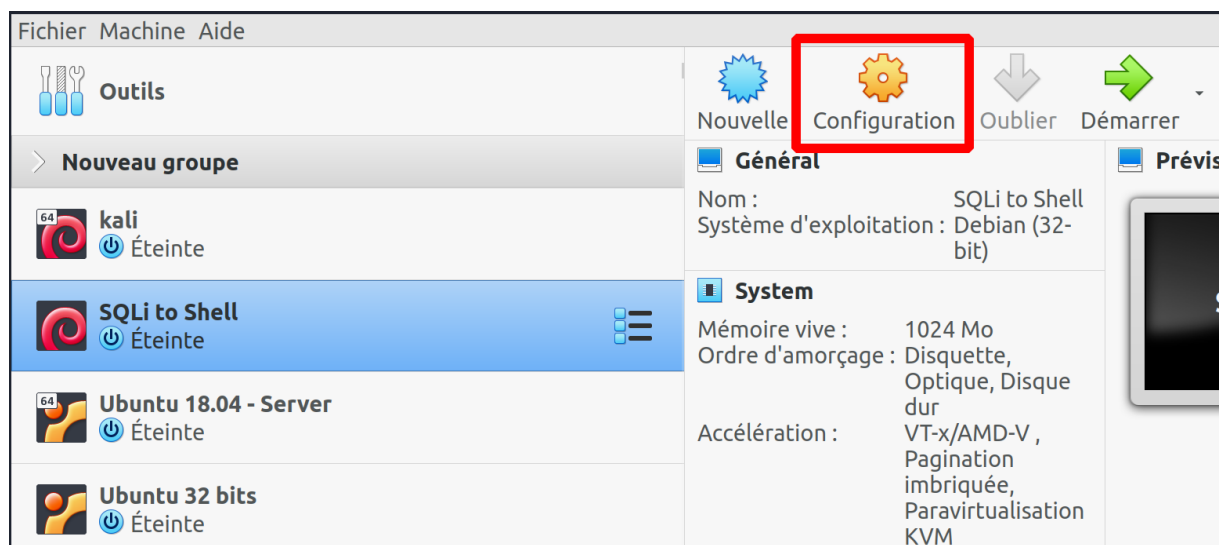 Fichier Machine Aide
Outils
Nouveau groupe
64
kali
Éteinte
SQLi to Shell
Éteinte
64
Ubuntu 18.04 - Server
Éteinte
Ubuntu 32 bits
Éteinte
Nouvelle Configuration Oublier Démarrer
Général
Nom : SQLi to Shell
Système d'exploitation : Debian (32-
bit)
System
Mémoire vive : 1024 Mo
Ordre d'amorçage : Disquette,
Optique, Disque
dur
Accélération : VT-x/AMD-V ,
Pagination
imbriquée,
Paravirtualisation
KVM